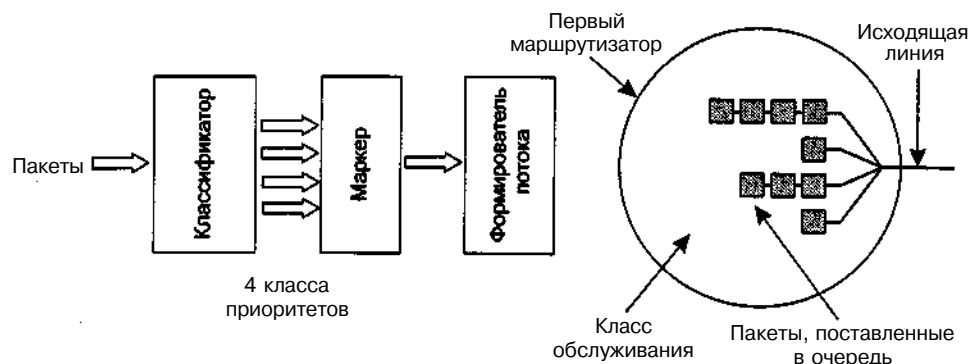 Пакеты
Классификатор
4 класса
приоритетов
Маркер
Формирователь
потока
Первый
маршрутизатор
Исходящая
линия
Класс
обслуживания
Пакеты, поставленные
в очередь